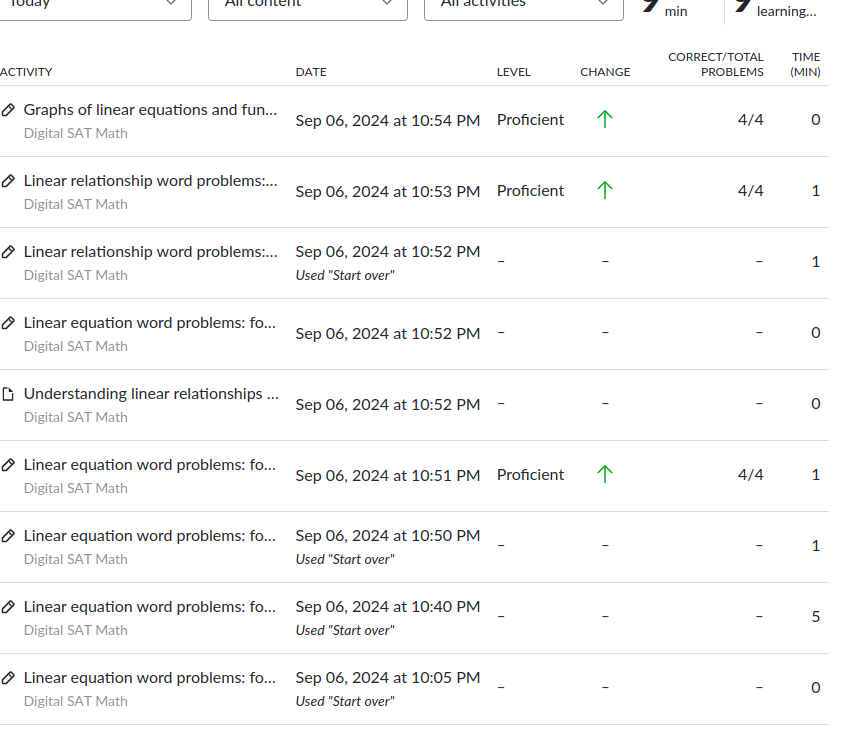 Today
All content
All activities
9 min
9 learning...
ACTIVITY DATE LEVEL CHANGE CORRECT/TOTAL PROBLEMS TIME (MIN)
Graphs of linear equations and fun... Sep 06, 2024 at 10:54 PM Proficient ↑ 4/4 0
Digital SAT Math
Linear relationship word problems:... Sep 06, 2024 at 10:53 PM Proficient ↑ 4/4 1
Digital SAT Math
Linear relationship word problems:... Sep 06, 2024 at 10:52 PM – – – 1
Digital SAT Math Used "Start over"
Linear equation word problems: fo... Sep 06, 2024 at 10:52 PM – – – 0
Digital SAT Math
Understanding linear relationships ... Sep 06, 2024 at 10:52 PM – – – 0
Digital SAT Math
Linear equation word problems: fo... Sep 06, 2024 at 10:51 PM Proficient ↑ 4/4 1
Digital SAT Math
Linear equation word problems: fo... Sep 06, 2024 at 10:50 PM – – – 1
Digital SAT Math Used "Start over"
Linear equation word problems: fo... Sep 06, 2024 at 10:40 PM – – – 5
Digital SAT Math Used "Start over"
Linear equation word problems: fo... Sep 06, 2024 at 10:05 PM – – – 0
Digital SAT Math Used "Start over"